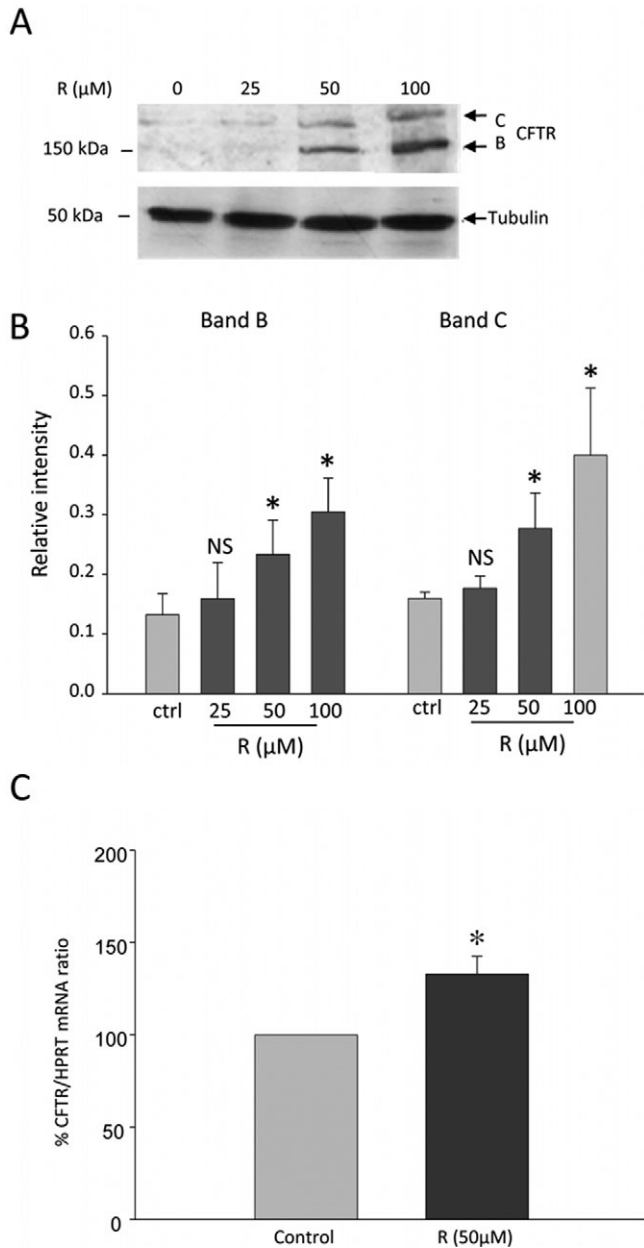 A
R (µM) 0 25 50 100
C
CFTR
150 kDa
B
50 kDa
Tubulin
B
Band B Band C
0.6
0.5
0.4
0.3
0.2
0.1
0.0
Relative intensity
NS * *
NS * *
ctrl 25 50 100 ctrl 25 50 100
R (µM) R (µM)
C
200
150
100
50
0
% CFTR/HPRT mRNA ratio
*
Control R (50µM)